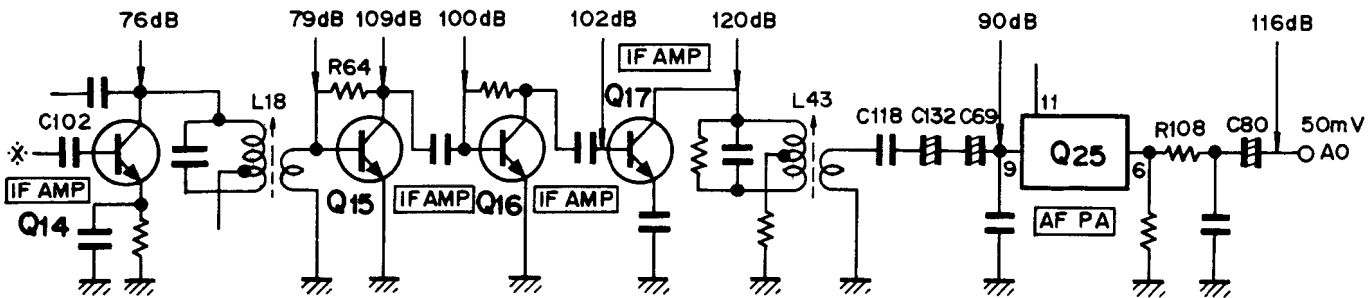 76dB 79dB 109dB 100dB 102dB 120dB 90dB 116dB
IF AMP
R64 Q17
L18 L43
C102 C118 C132 C69 11 R108 C80 50mV
※ Q25 AO
9 6
IF AMP Q15 IF AMP Q16 IF AMP
Q14 AF PA